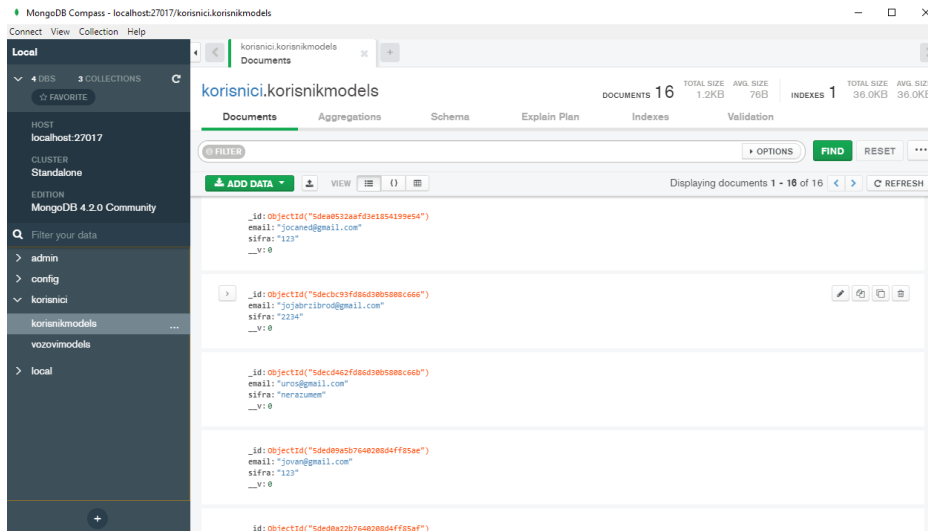 MongoDB Compass - localhost:27017/korisnici.korisnikmodels
Connect View Collection Help
Local
4 DBS 3 COLLECTIONS
FAVORITE
HOST
localhost:27017
CLUSTER
Standalone
EDITION
MongoDB 4.2.0 Community
Filter your data
admin
config
korisnici
korisnikmodels ...
vozovimodels
local
korisnici.korisnikmodels
Documents
korisnici.korisnikmodels
DOCUMENTS 16 TOTAL SIZE 1.2KB AVG. SIZE 76B INDEXES 1 TOTAL SIZE 36.0KB AVG. SIZE 36.0KB
Documents Aggregations Schema Explain Plan Indexes Validation
FILTER OPTIONS FIND RESET ...
ADD DATA VIEW {} Displaying documents 1 - 16 of 16 < > REFRESH
_id: ObjectId("5dea0532aafd3e1854199e54")
email: "jocaned@gmail.com"
sifra: "123"
__v: 0
_id: ObjectId("5decbc93fd86d30b5808c666")
email: "jojabrzibrod@gmail.com"
sifra: "2234"
__v: 0
_id: ObjectId("5decd462fd86d30b5808c66b")
email: "uros@gmail.com"
sifra: "nerazumem"
__v: 0
_id: ObjectId("5ded09a5b7640208d4ff85ae")
email: "jovan@gmail.com"
sifra: "123"
__v: 0
_id: ObjectId("5ded0a22b7640208d4ff85af")